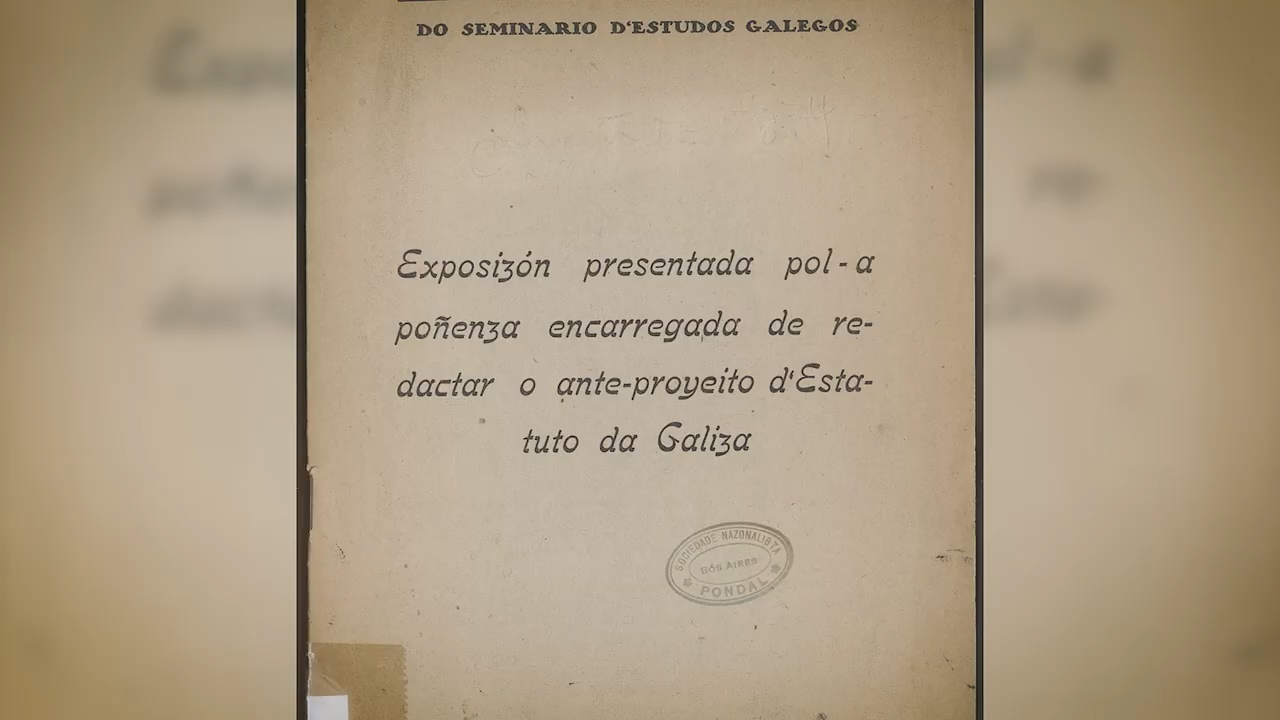 DO SEMINARIO D'ESTUDOS GALEGOS
Exposizón presentada pol-a
poñenza encarregada de re-
dactar o ante-proyeito d'Esta-
tuto da Galiza
SOCIEDADE NAZONALISTA
BÓS AIRES
PONDAL